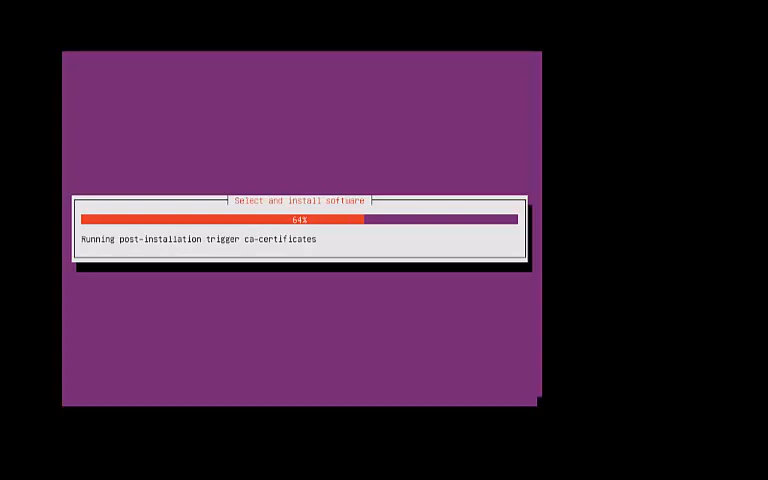 Select and install software
64%
Running post-installation trigger ca-certificates